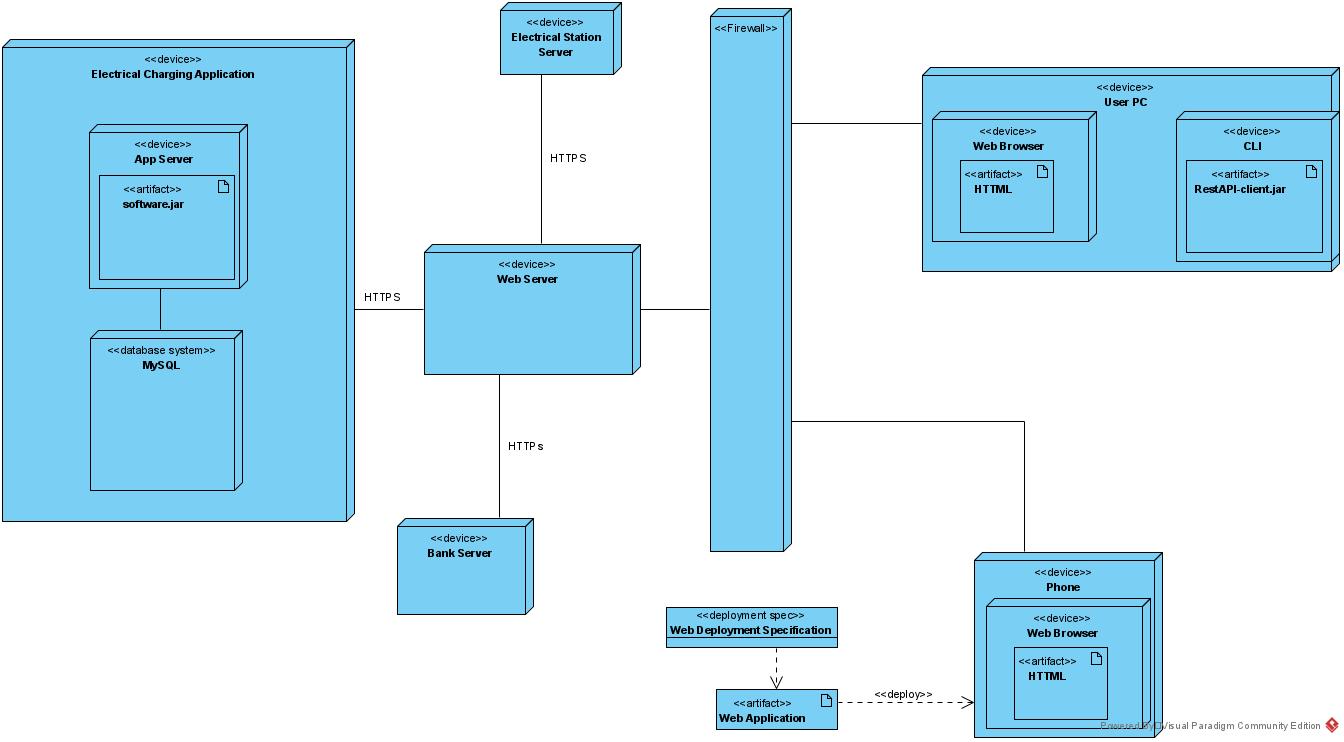 <<device>>
Electrical Charging Application
<<device>>
App Server
<<artifact>>
software.jar
<<database system>>
MySQL
<<device>>
Electrical Station
Server
HTTPS
HTTPS
<<device>>
Web Server
HTTPs
<<device>>
Bank Server
<<Firewall>>
<<device>>
User PC
<<device>>
Web Browser
<<artifact>>
HTTML
<<device>>
CLI
<<artifact>>
RestAPI-client.jar
<<deployment spec>>
Web Deployment Specification
<<artifact>>
Web Application
<<deploy>>
<<device>>
Phone
<<device>>
Web Browser
<<artifact>>
HTTML
Powered By Visual Paradigm Community Edition